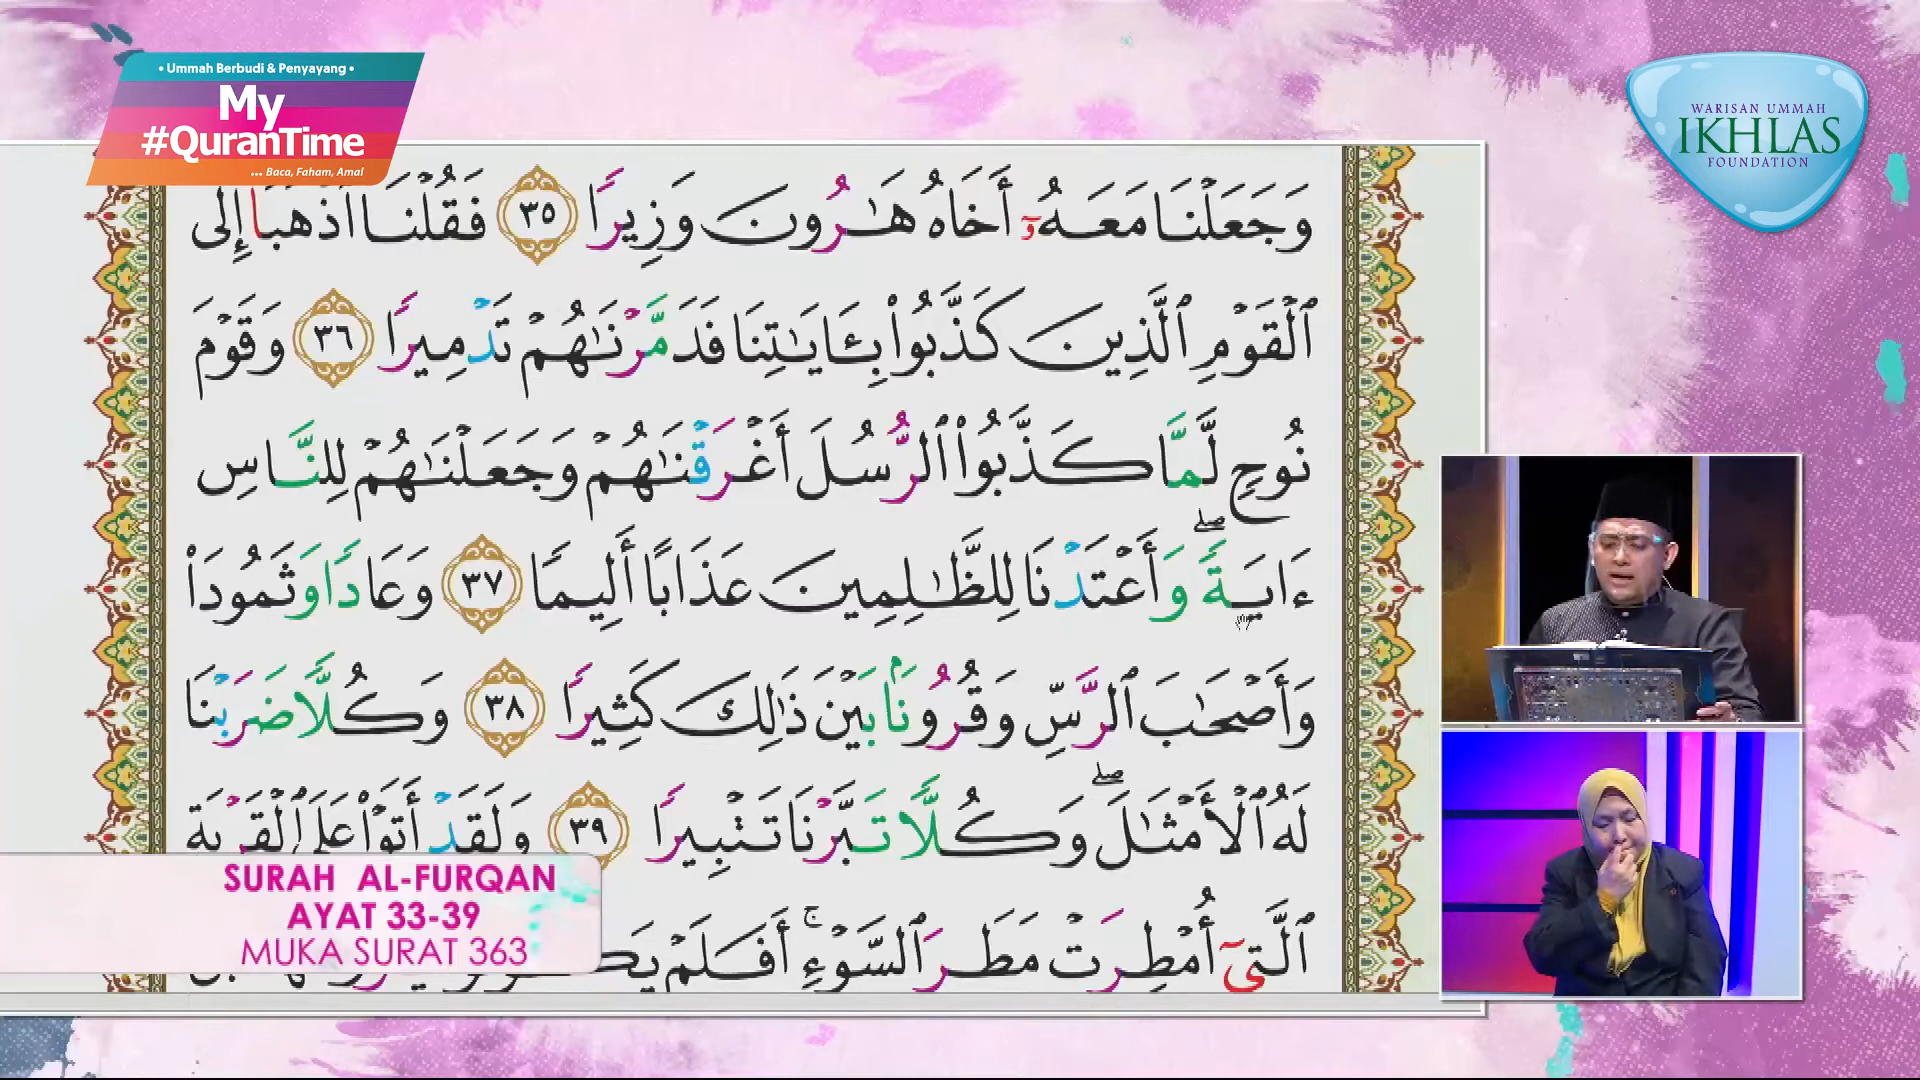 • Ummah Berbudi & Penyayang •
My
#QuranTime
... Baca, Faham, Amal
WARISAN UMMAH
IKHLAS
FOUNDATION
وَجَعَلْنَا مَعَهُۥٓ أَخَاهُ هَـٰرُونَ وَزِيرًا ٣٥ فَقُلْنَا ٱذْهَبَآ إِلَى
ٱلْقَوْمِ ٱلَّذِينَ كَذَّبُوا۟ بِـَٔايَـٰتِنَا فَدَمَّرْنَـٰهُمْ تَدْمِيرًا ٣٦ وَقَوْمَ
نُوحٍ لَّمَّا كَذَّبُوا۟ ٱلرُّسُلَ أَغْرَقْنَـٰهُمْ وَجَعَلْنَـٰهُمْ لِلنَّاسِ
ءَايَةً ۖ وَأَعْتَدْنَا لِلظَّـٰلِمِينَ عَذَابًا أَلِيمًا ٣٧ وَعَادًا وَثَمُودَا۟
وَأَصْحَـٰبَ ٱلرَّسِّ وَقُرُونًۢا بَيْنَ ذَٰلِكَ كَثِيرًا ٣٨ وَكُلًّا ضَرَبْنَا
لَهُ ٱلْأَمْثَـٰلَ ۖ وَكُلًّا تَبَّرْنَا تَتْبِيرًا ٣٩ وَلَقَدْ أَتَوْا۟ عَلَى ٱلْقَرْيَةِ
ٱلَّتِىٓ أُمْطِرَتْ مَطَرَ ٱلسَّوْءِ ۚ أَفَلَمْ
SURAH AL-FURQAN
AYAT 33-39
MUKA SURAT 363